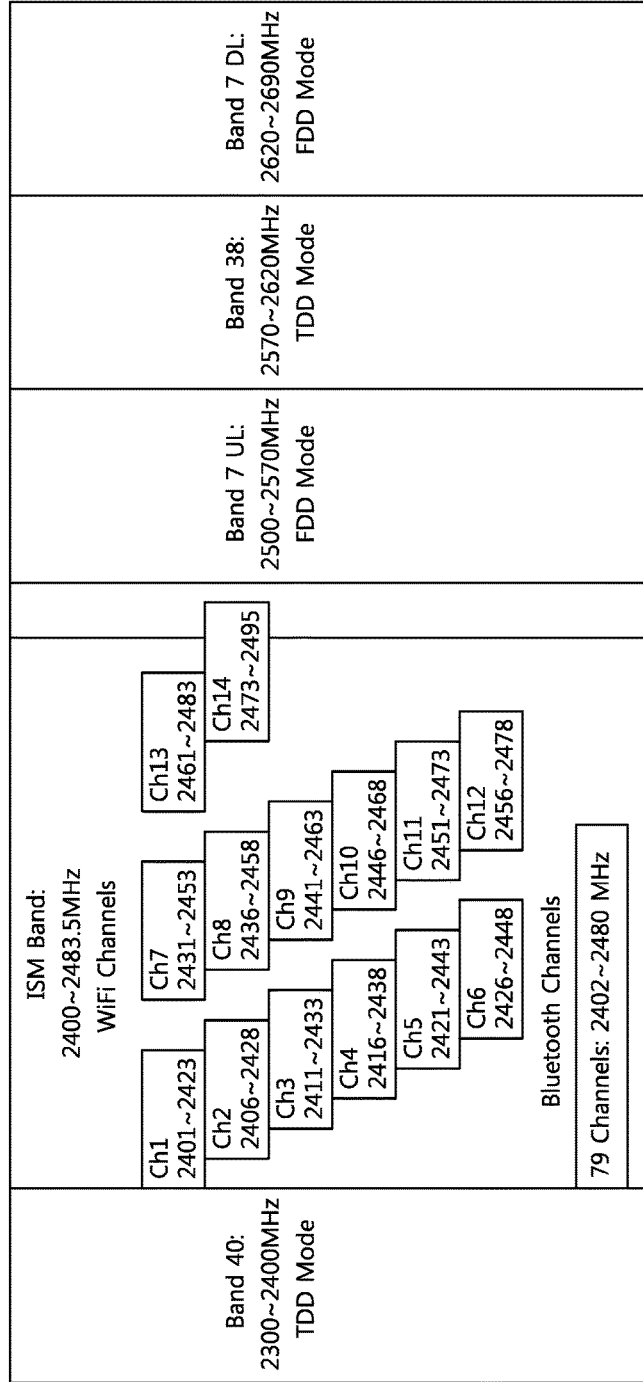 Band 40:
2300~2400MHz
TDD Mode
ISM Band:
2400~2483.5MHz
WiFi Channels
Ch1
2401~2423
Ch2
2406~2428
Ch3
2411~2433
Ch4
2416~2438
Ch5
2421~2443
Ch6
2426~2448
Ch7
2431~2453
Ch8
2436~2458
Ch9
2441~2463
Ch10
2446~2468
Ch11
2451~2473
Ch12
2456~2478
Ch13
2461~2483
Ch14
2473~2495
Bluetooth Channels
79 Channels: 2402~2480 MHz
Band 7 UL:
2500~2570MHz
FDD Mode
Band 38:
2570~2620MHz
TDD Mode
Band 7 DL:
2620~2690MHz
FDD Mode